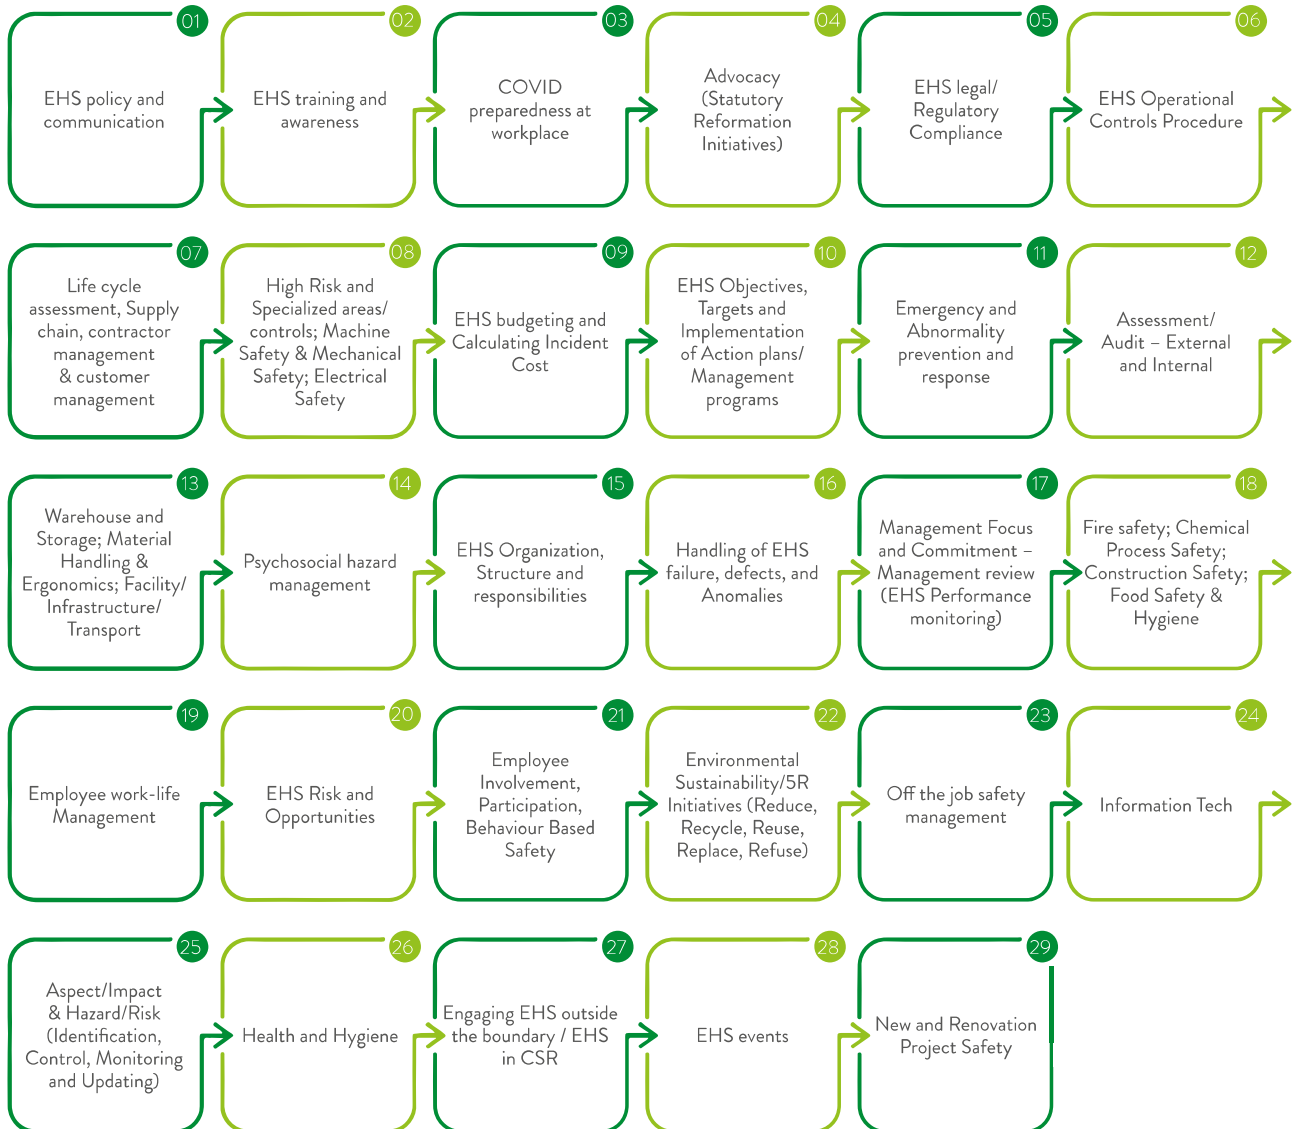 01
EHS policy and
communication
02
EHS training and
awareness
03
COVID
preparedness at
workplace
04
Advocacy
(Statutory
Reformation
Initiatives)
05
EHS legal/
Regulatory
Compliance
06
EHS Operational
Controls Procedure
07
Life cycle
assessment, Supply
chain, contractor
management
& customer
management
08
High Risk and
Specialized areas/
controls; Machine
Safety & Mechanical
Safety; Electrical
Safety
09
EHS budgeting and
Calculating Incident
Cost
10
EHS Objectives,
Targets and
Implementation
of Action plans/
Management
programs
11
Emergency and
Abnormality
prevention and
response
12
Assessment/
Audit – External
and Internal
13
Warehouse and
Storage; Material
Handling &
Ergonomics; Facility/
Infrastructure/
Transport
14
Psychosocial hazard
management
15
EHS Organization,
Structure and
responsibilities
16
Handling of EHS
failure, defects, and
Anomalies
17
Management Focus
and Commitment –
Management review
(EHS Performance
monitoring)
18
Fire safety; Chemical
Process Safety;
Construction Safety;
Food Safety &
Hygiene
19
Employee work-life
Management
20
EHS Risk and
Opportunities
21
Employee
Involvement,
Participation,
Behaviour Based
Safety
22
Environmental
Sustainability/5R
Initiatives (Reduce,
Recycle, Reuse,
Replace, Refuse)
23
Off the job safety
management
24
Information Tech
25
Aspect/Impact
& Hazard/Risk
(Identification,
Control, Monitoring
and Updating)
26
Health and Hygiene
27
Engaging EHS outside
the boundary / EHS
in CSR
28
EHS events
29
New and Renovation
Project Safety